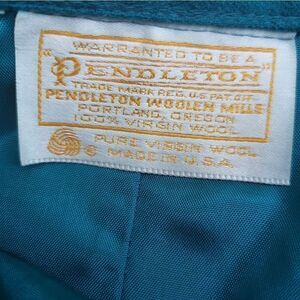 WARRANTED TO BE A
"PENDLETON"
TRADE MARK REG. U.S. PAT. OFF.
PENDLETON WOOLEN MILLS
PORTLAND, OREGON
100% VIRGIN WOOL
PURE VIRGIN WOOL
6 MADE IN U.S.A.